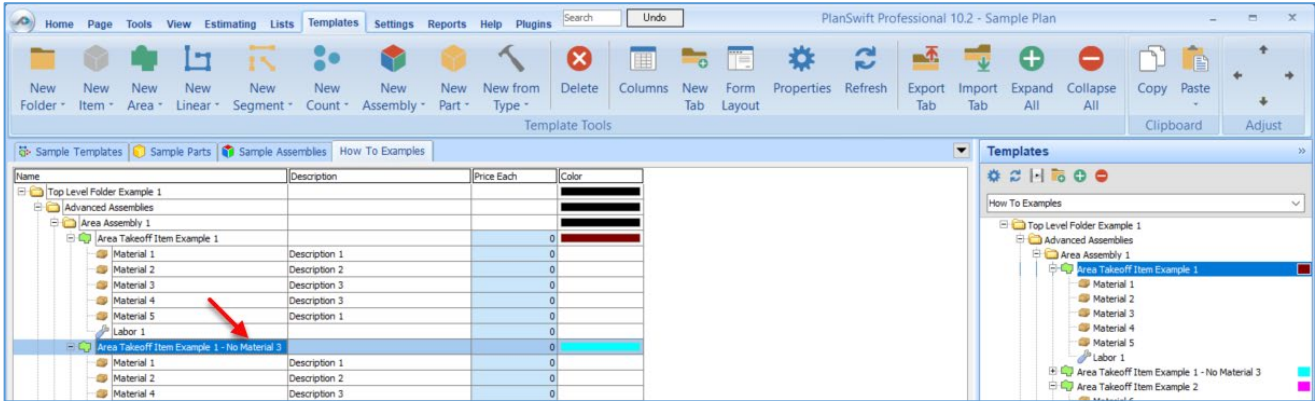 Home Page Tools View Estimating Lists Templates Settings Reports Help Plugins Search Undo PlanSwift Professional 10.2 - Sample Plan
New Folder New Item New Area New Linear New Segment New Count New Assembly New Part New from Type Delete Columns New Tab Form Layout Properties Refresh Export Tab Import Tab Expand All Collapse All Copy Paste
Template Tools Clipboard Adjust
Sample Templates Sample Parts Sample Assemblies How To Examples
Name Description Price Each Color
Top Level Folder Example 1
Advanced Assemblies
Area Assembly 1
Area Takeoff Item Example 1 0
Material 1 Description 1 0
Material 2 Description 2 0
Material 3 Description 3 0
Material 4 Description 3 0
Material 5 Description 1 0
Labor 1 0
Area Takeoff Item Example 1 - No Material 3 0
Material 1 Description 1 0
Material 2 Description 2 0
Material 4 Description 3 0
Templates
How To Examples
Top Level Folder Example 1
Advanced Assemblies
Area Assembly 1
Area Takeoff Item Example 1
Material 1
Material 2
Material 3
Material 4
Material 5
Labor 1
Area Takeoff Item Example 1 - No Material 3
Area Takeoff Item Example 2